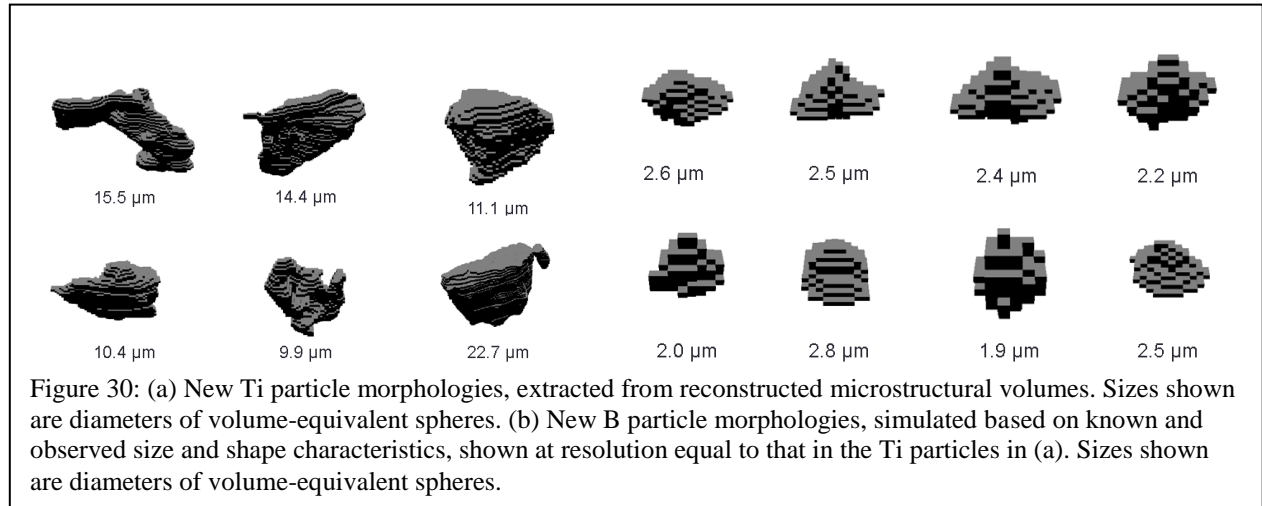 15.5 µm
14.4 µm
11.1 µm
2.6 µm
2.5 µm
2.4 µm
2.2 µm
10.4 µm
9.9 µm
22.7 µm
2.0 µm
2.8 µm
1.9 µm
2.5 µm
Figure 30: (a) New Ti particle morphologies, extracted from reconstructed microstructural volumes. Sizes shown
are diameters of volume-equivalent spheres. (b) New B particle morphologies, simulated based on known and
observed size and shape characteristics, shown at resolution equal to that in the Ti particles in (a). Sizes shown
are diameters of volume-equivalent spheres.